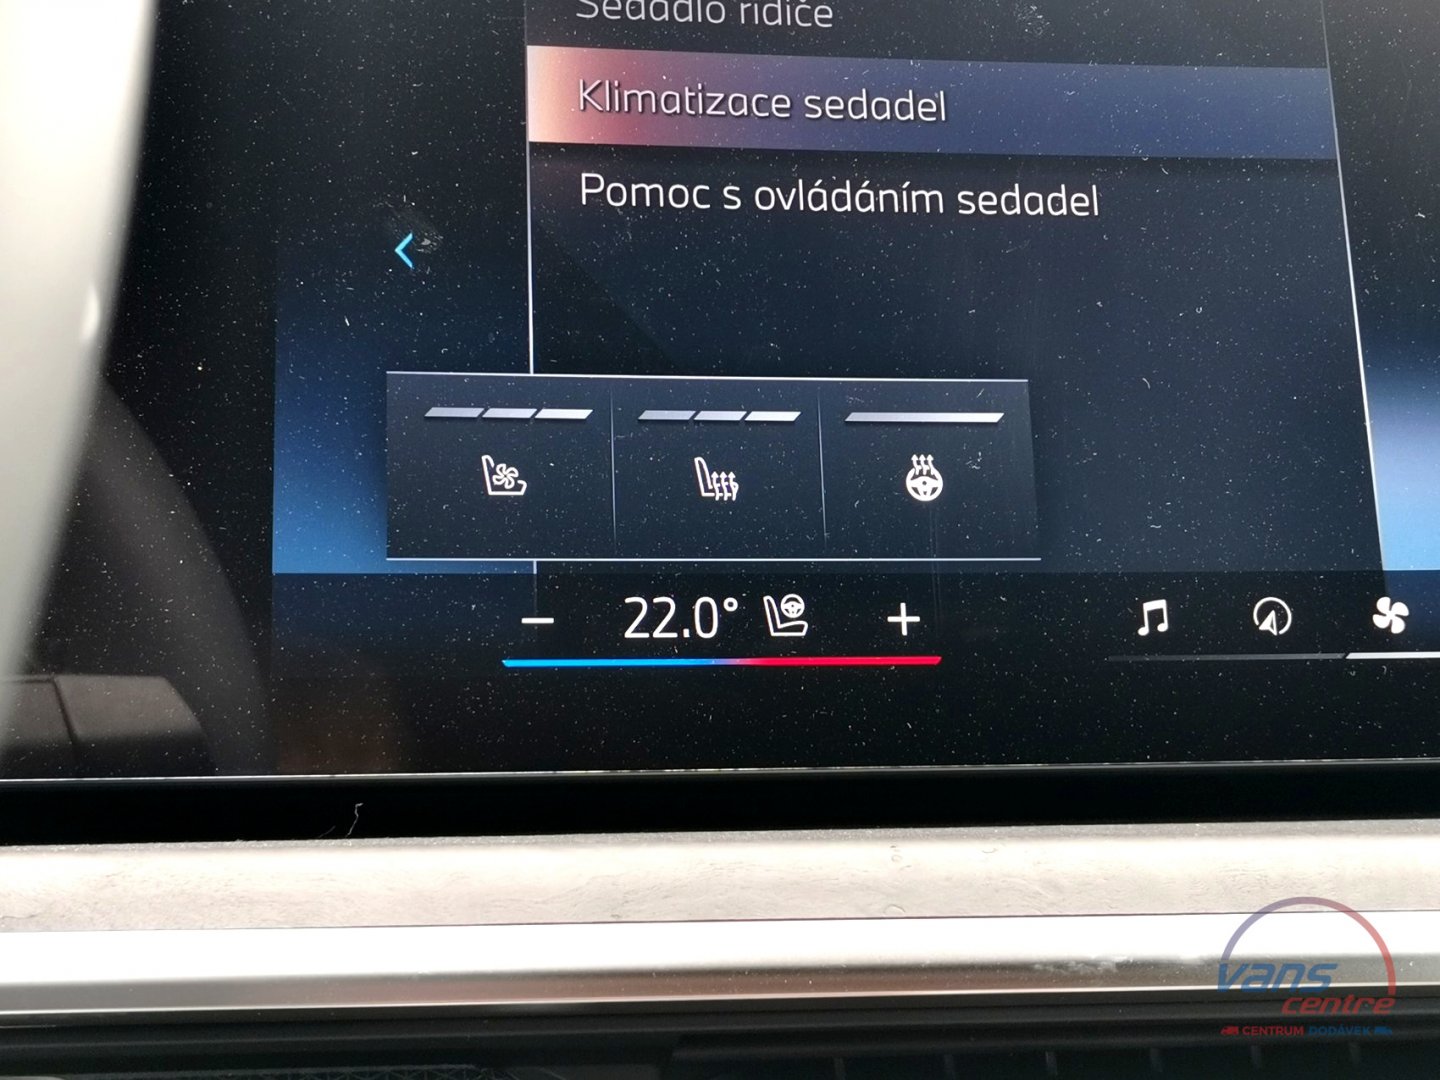 Sedadlo řidiče
Klimatizace sedadel
Pomoc s ovládáním sedadel
22.0°
vans
centre
CENTRUM DODÁVEK